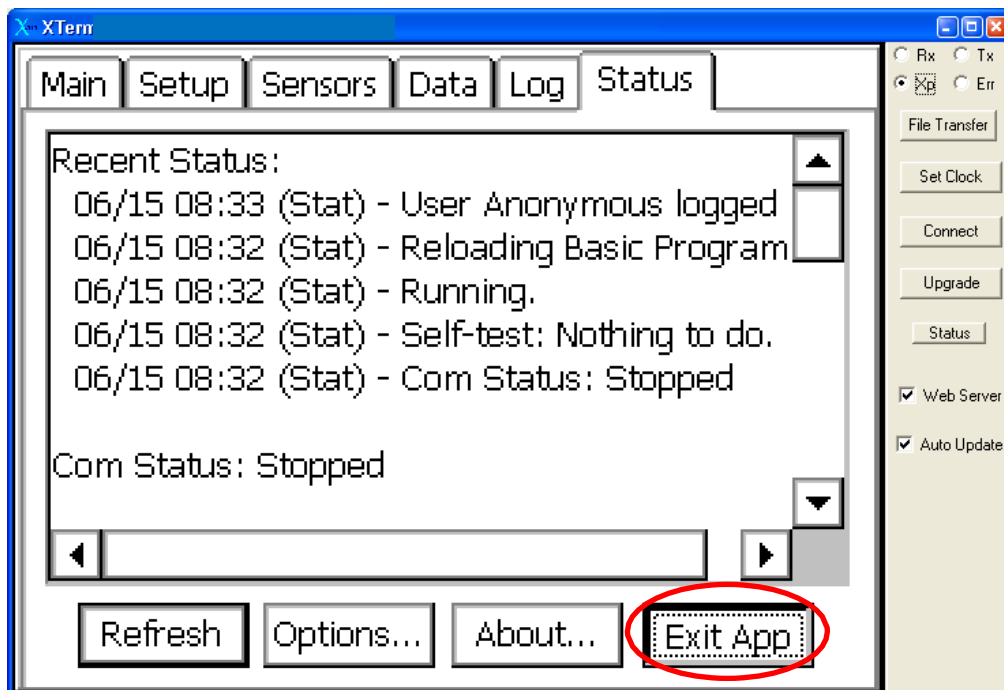 XTerm
Main Setup Sensors Data Log Status
Recent Status:
06/15 08:33 (Stat) - User Anonymous logged
06/15 08:32 (Stat) - Reloading Basic Program
06/15 08:32 (Stat) - Running.
06/15 08:32 (Stat) - Self-test: Nothing to do.
06/15 08:32 (Stat) - Com Status: Stopped
Com Status: Stopped
Refresh Options... About... Exit App
Rx Tx
Xp Err
File Transfer
Set Clock
Connect
Upgrade
Status
Web Server
Auto Update